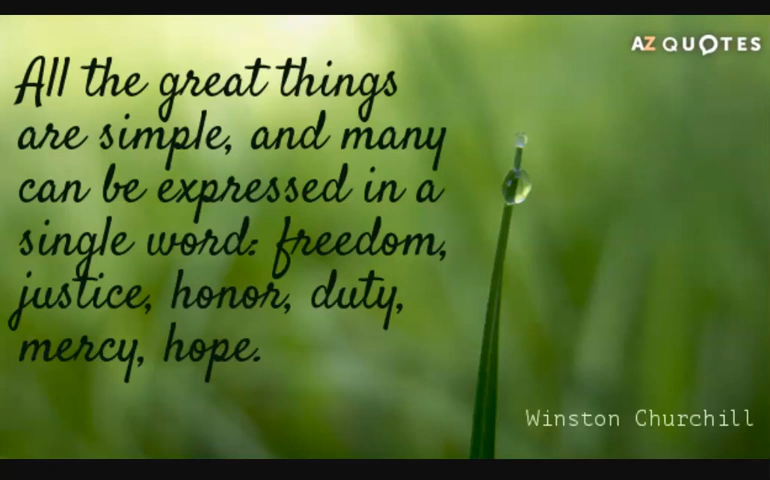 AZ QUOTES
All the great things
are simple, and many
can be expressed in a
single word: freedom,
justice, honor, duty,
mercy, hope.
Winston Churchill